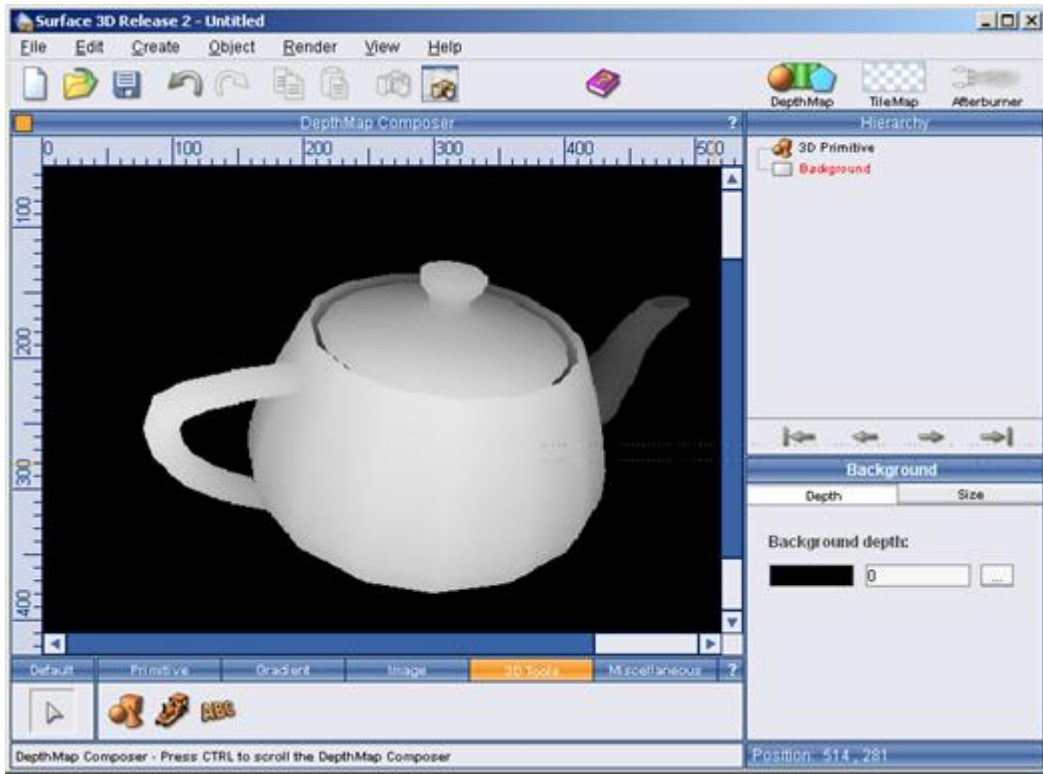 Surface 3D Release 2 - Untitled
File Edit Create Object Render View Help
DepthMap TileMap Afterburner
DepthMap Composer ?
Hierarchy
0 100 200 300 400 500
3D Primitive
Background
100
200
300
400
Background
Depth Size
Background depth:
0 ...
Default Primitive Gradient Image 3D Tools Miscellaneous ?
ABC
DepthMap Composer - Press CTRL to scroll the DepthMap Composer
Position 514 , 281